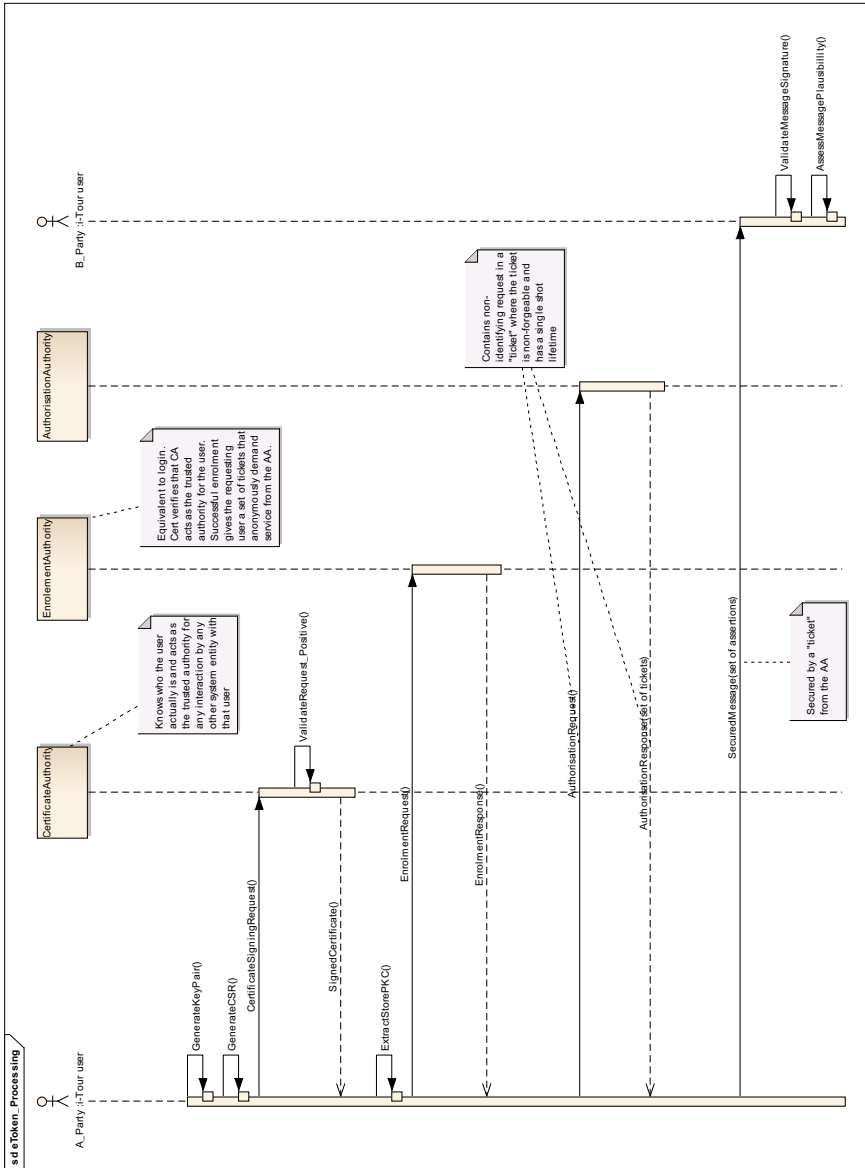 sd eToken_Processing
A_Party :i-Tour user
CertificateAuthority
EnrolementAuthority
AuthorisationAuthority
B_Party :i-Tour user
Knows who the user
actually is and acts as
the trusted authority for
any interaction by any
other system entity with
that user
Equivalent to login.
Cert verifies that CA
acts as the trusted
authority for the user.
Successful enrolment
gives the requesting
user a set of tickets that
anonymously demand
service from the AA.
GenerateKeyPair()
GenerateCSR()
CertificateSigningRequest()
ValidateRequest_Positive()
SignedCertificate()
ExtractStorePKC()
EnrolmentRequest()
EnrolmentResponse()
Contains non-
identifying request in a
"ticket" where the ticket
is non-forgeable and
has a single shot
lifetime
AuthorisationRequest()
AuthorisationResponse(set of tickets)
SecuredMessage(set of assertions)
Secured by a "ticket"
from the AA
ValidateMessageSignature()
AssessMessagePlausibillity()